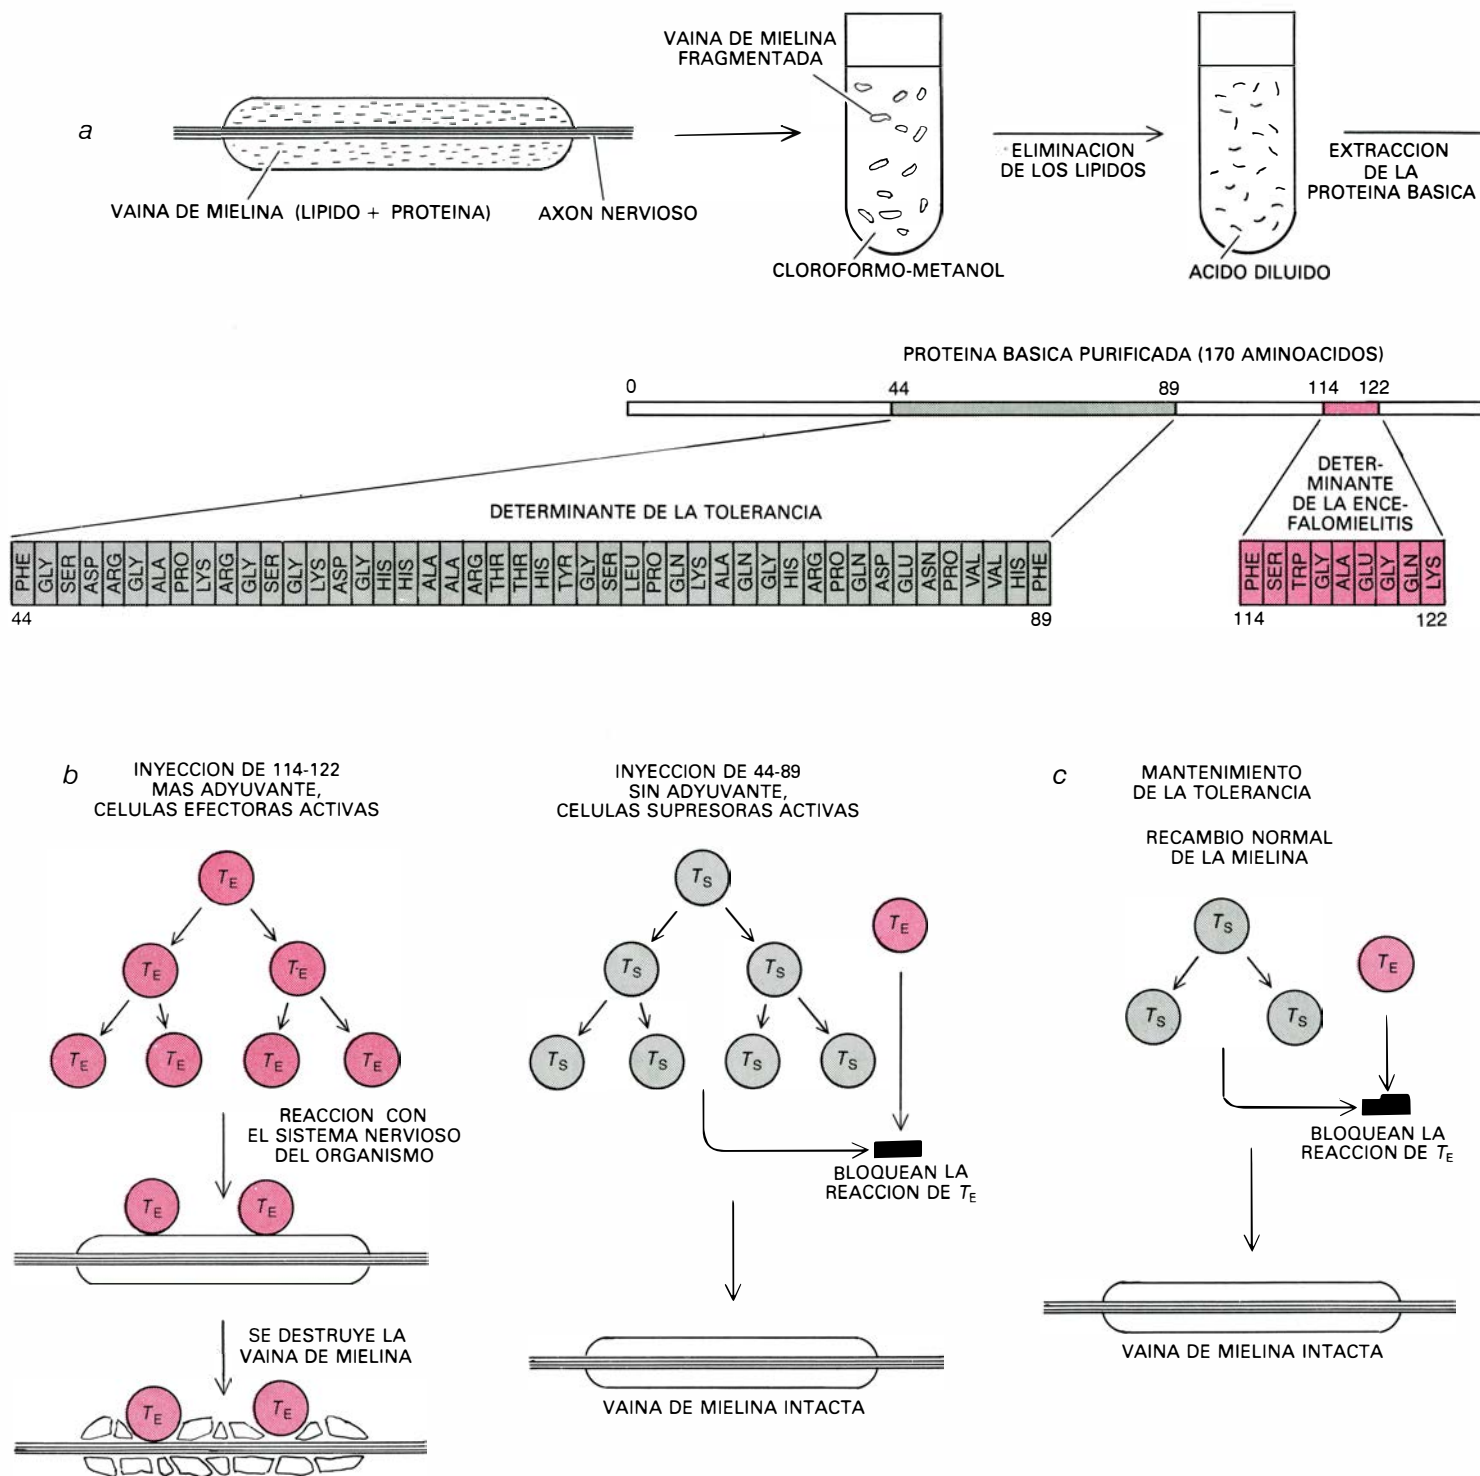 a
VAINA DE MIELINA (LIPIDO + PROTEINA)
AXON NERVIOSO
VAINA DE MIELINA
FRAGMENTADA
CLOROFORMO-METANOL
ELIMINACION
DE LOS LIPIDOS
ACIDO DILUIDO
EXTRACCION
DE LA
PROTEINA BASICA
PROTEINA BASICA PURIFICADA (170 AMINOACIDOS)
0 44 89 114 122
DETERMINANTE DE LA TOLERANCIA
PHE GLY SER ASP ARG GLY ALA PRO LYS ARG GLY SER GLY LYS ASP GLY HIS HIS ALA ALA ARG THR THR HIS TYR GLY SER LEU PRO GLN LYS ALA GLN GLY HIS ARG PRO GLN ASP GLU ASN PRO VAL VAL HIS PHE
44 89
DETER-
MINANTE
DE LA ENCE-
FALOMIELITIS
PHE SER TRP GLY ALA GLU GLY GLN LYS
114 122
b
INYECCION DE 114-122
MAS ADYUVANTE,
CELULAS EFECTORAS ACTIVAS
TE
TE TE
TE TE TE TE
REACCION CON
EL SISTEMA NERVIOSO
DEL ORGANISMO
TE TE
SE DESTRUYE LA
VAINA DE MIELINA
TE TE
INYECCION DE 44-89
SIN ADYUVANTE,
CELULAS SUPRESORAS ACTIVAS
TS
TE
TS TS
TS TS TS TS
BLOQUEAN LA
REACCION DE TE
VAINA DE MIELINA INTACTA
c
MANTENIMIENTO
DE LA TOLERANCIA
RECAMBIO NORMAL
DE LA MIELINA
TS
TE
TS TS
BLOQUEAN LA
REACCION DE TE
VAINA DE MIELINA INTACTA